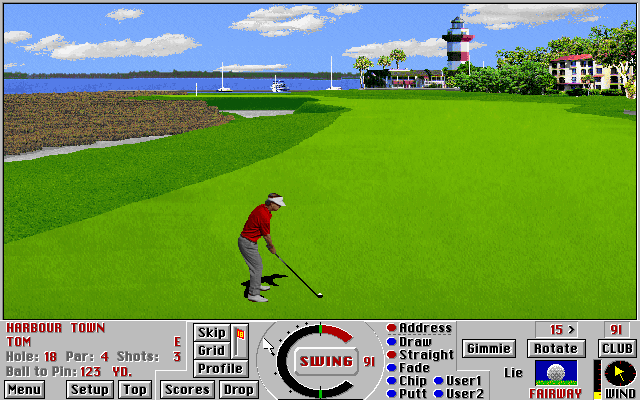 HARBOUR TOWN
TOM E
Hole: 18 Par: 4 Shots: 3
Ball to Pin: 123 YD.
Menu Setup Top Scores Drop
Skip 18
Grid
Profile
SWING 91
Address
Draw
Straight
Fade
Chip User1
Putt User2
Gimmie
15 >
Rotate
91
CLUB
Lie
FAIRWAY
WIND